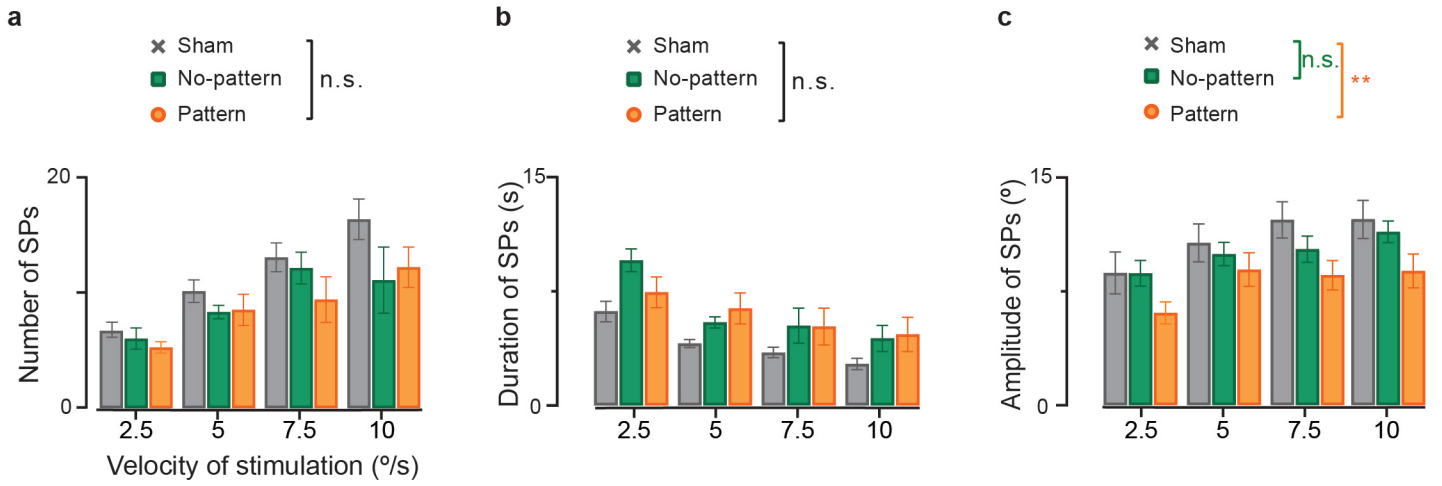 a
Sham
No-pattern
Pattern
n.s.
Number of SPs
20
0
2.5 5 7.5 10
Velocity of stimulation (º/s)
b
Sham
No-pattern
Pattern
n.s.
Duration of SPs (s)
15
0
2.5 5 7.5 10
c
Sham
No-pattern
Pattern
n.s.
**
Amplitude of SPs (º)
15
0
2.5 5 7.5 10